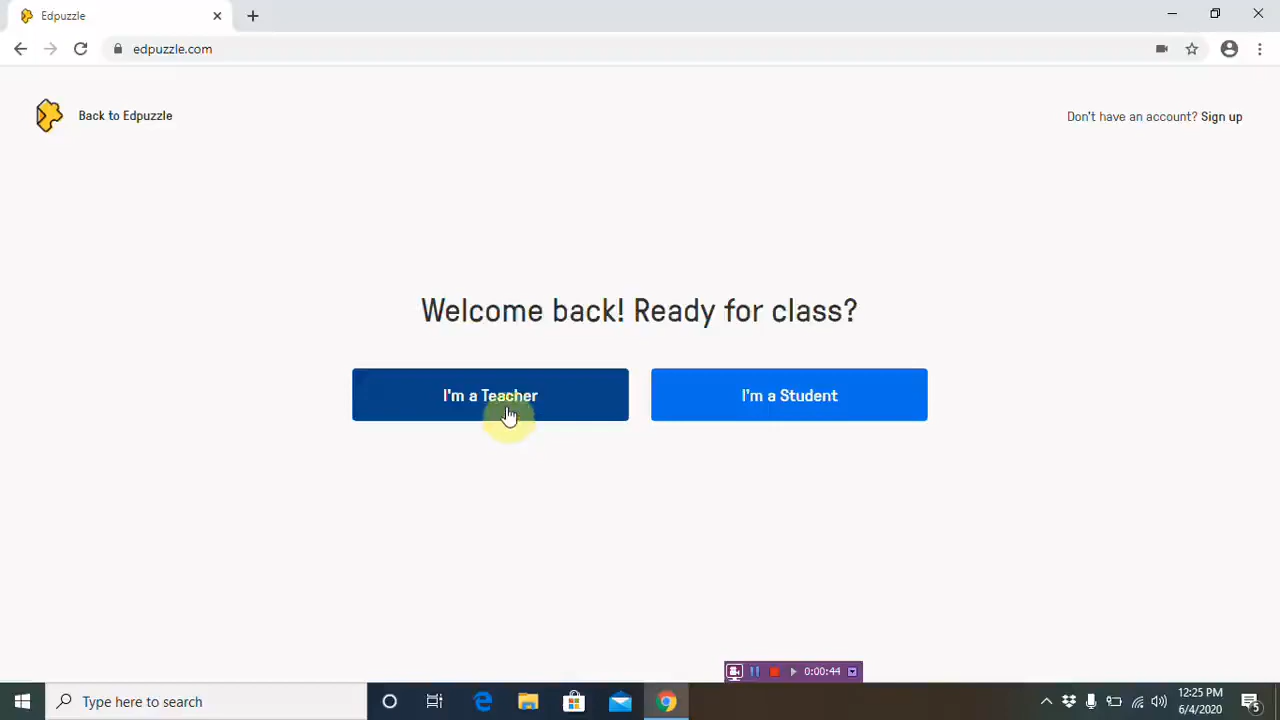 Edpuzzle
edpuzzle.com
Back to Edpuzzle
Don't have an account? Sign up
Welcome back! Ready for class?
I'm a Teacher
I'm a Student
0:00:44
Type here to search
12:25 PM
6/4/2020
5